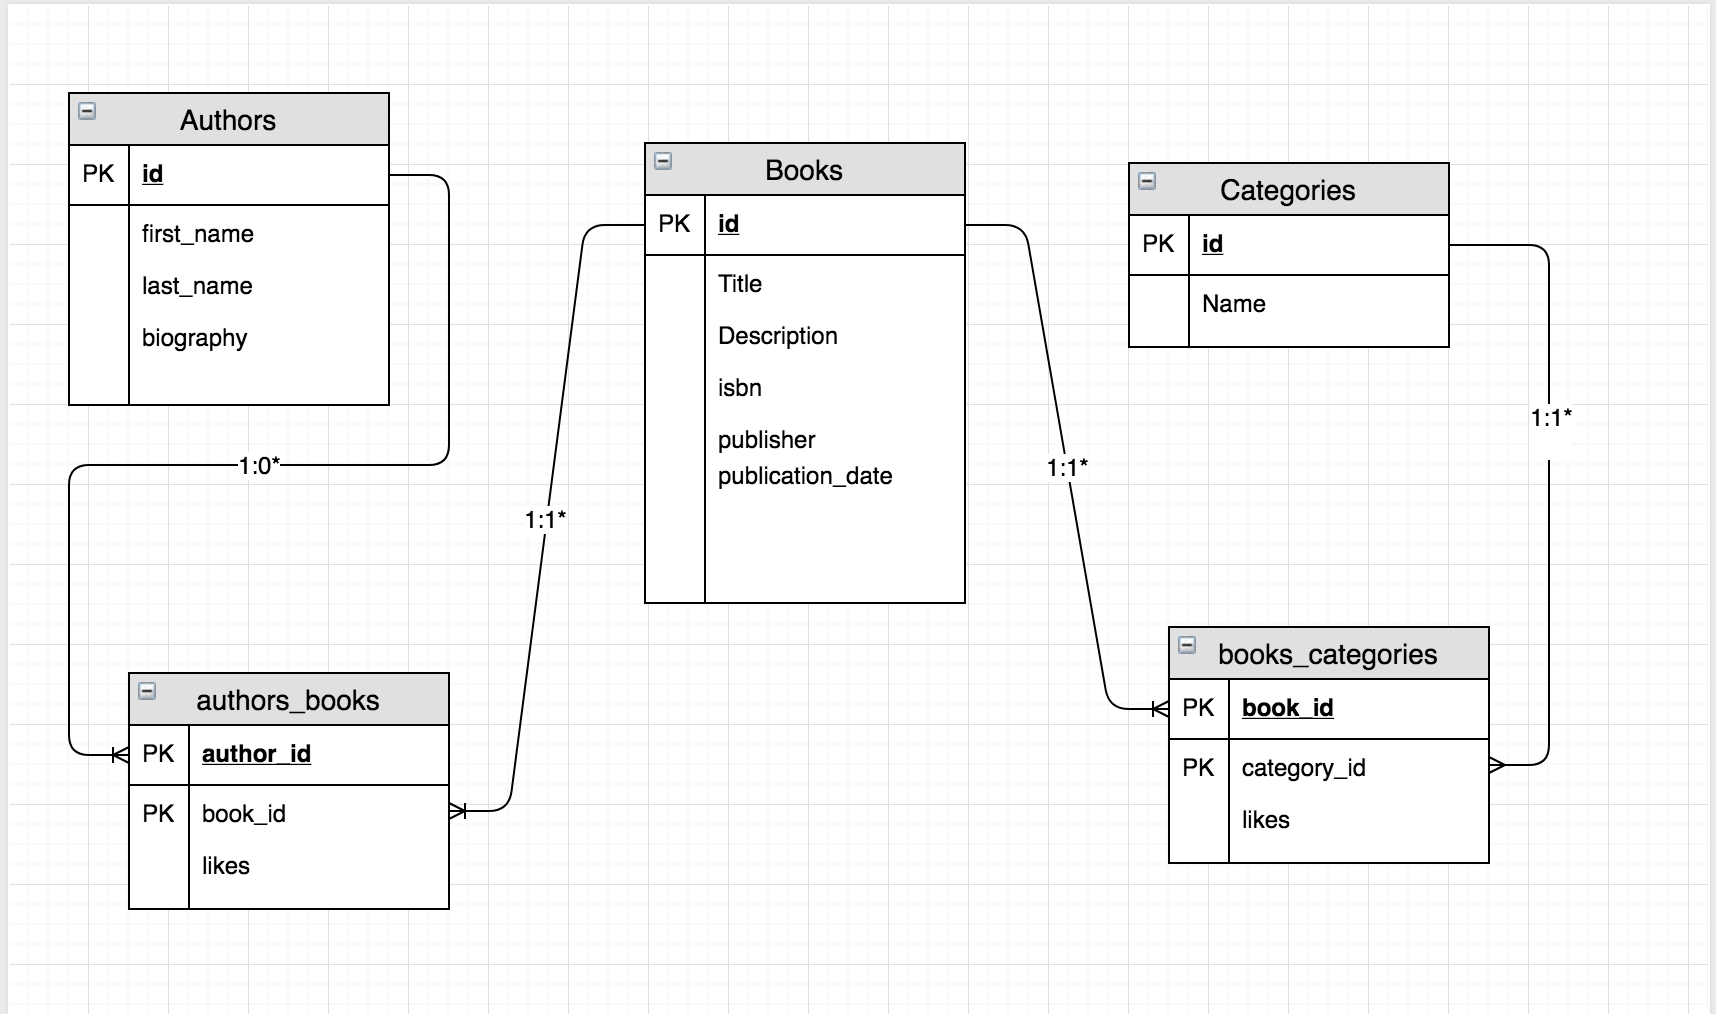 Authors
PK id
first_name
last_name
biography
1:0*
Books
PK id
Title
Description
isbn
publisher
publication_date
1:1*
1:1*
Categories
PK id
Name
1:1*
authors_books
PK author_id
PK book_id
likes
books_categories
PK book_id
PK category_id
likes